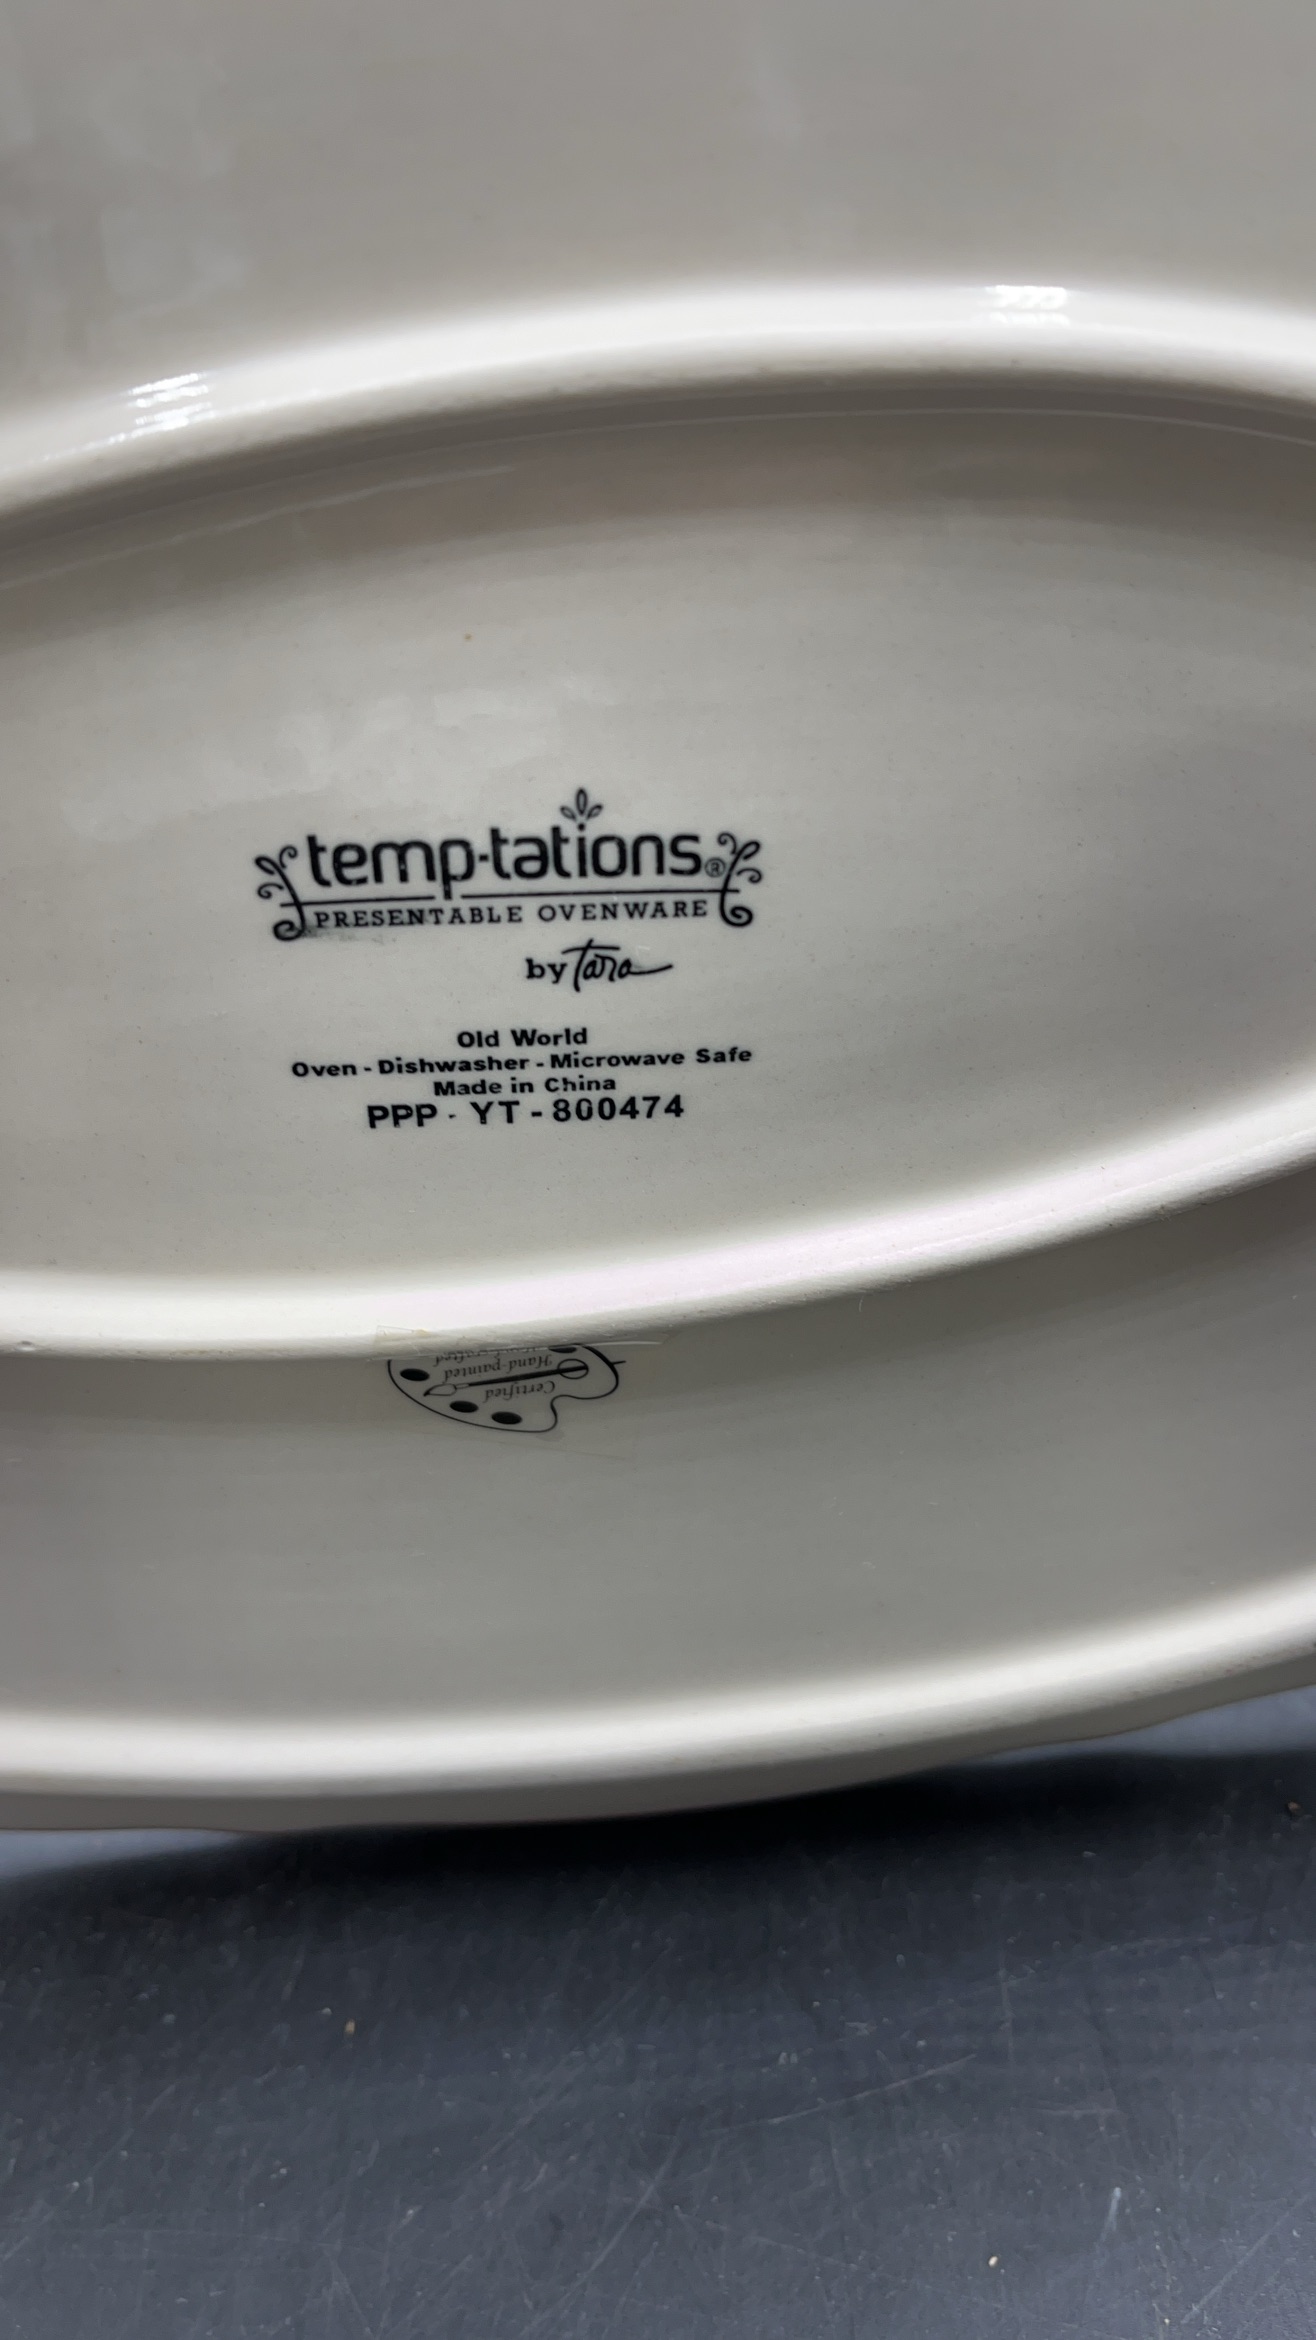 temp-tations®
PRESENTABLE OVENWARE
by Tara
Old World
Oven - Dishwasher - Microwave Safe
Made in China
PPP - YT - 800474
Certified
Hand-painted